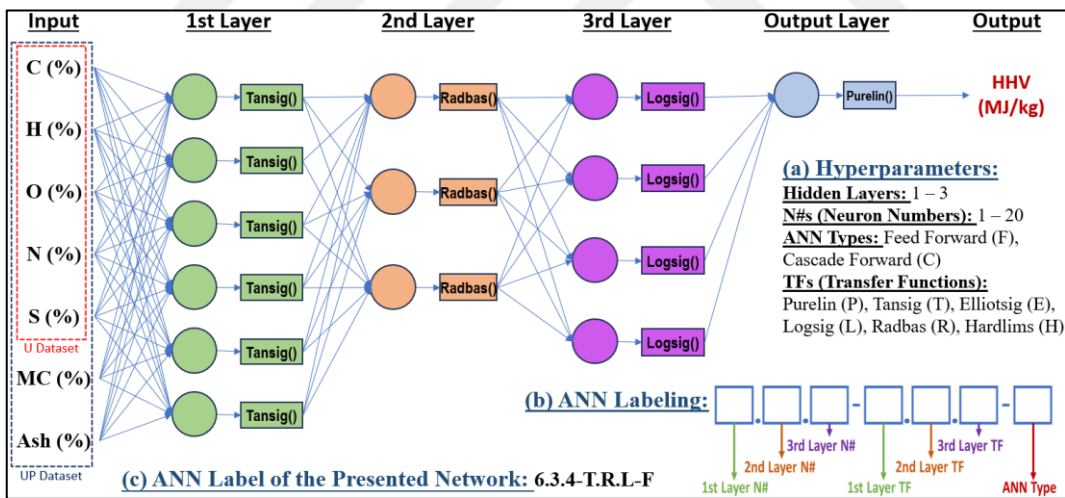 Input 1st Layer 2nd Layer 3rd Layer Output Layer Output
C (%)
H (%)
O (%)
N (%)
S (%)
U Dataset
MC (%)
Ash (%)
UP Dataset
Tansig()
Tansig()
Tansig()
Tansig()
Tansig()
Tansig()
Radbas()
Radbas()
Radbas()
Logsig()
Logsig()
Logsig()
Logsig()
Purelin()
HHV
(MJ/kg)
(a) Hyperparameters:
Hidden Layers: 1 – 3
N#s (Neuron Numbers): 1 – 20
ANN Types: Feed Forward (F),
Cascade Forward (C)
TFs (Transfer Functions):
Purelin (P), Tansig (T), Elliotsig (E),
Logsig (L), Radbas (R), Hardlims (H)
(b) ANN Labeling: . . - . . -
3rd Layer N# 3rd Layer TF
2nd Layer N# 2nd Layer TF
1st Layer N# 1st Layer TF ANN Type
(c) ANN Label of the Presented Network: 6.3.4-T.R.L-F